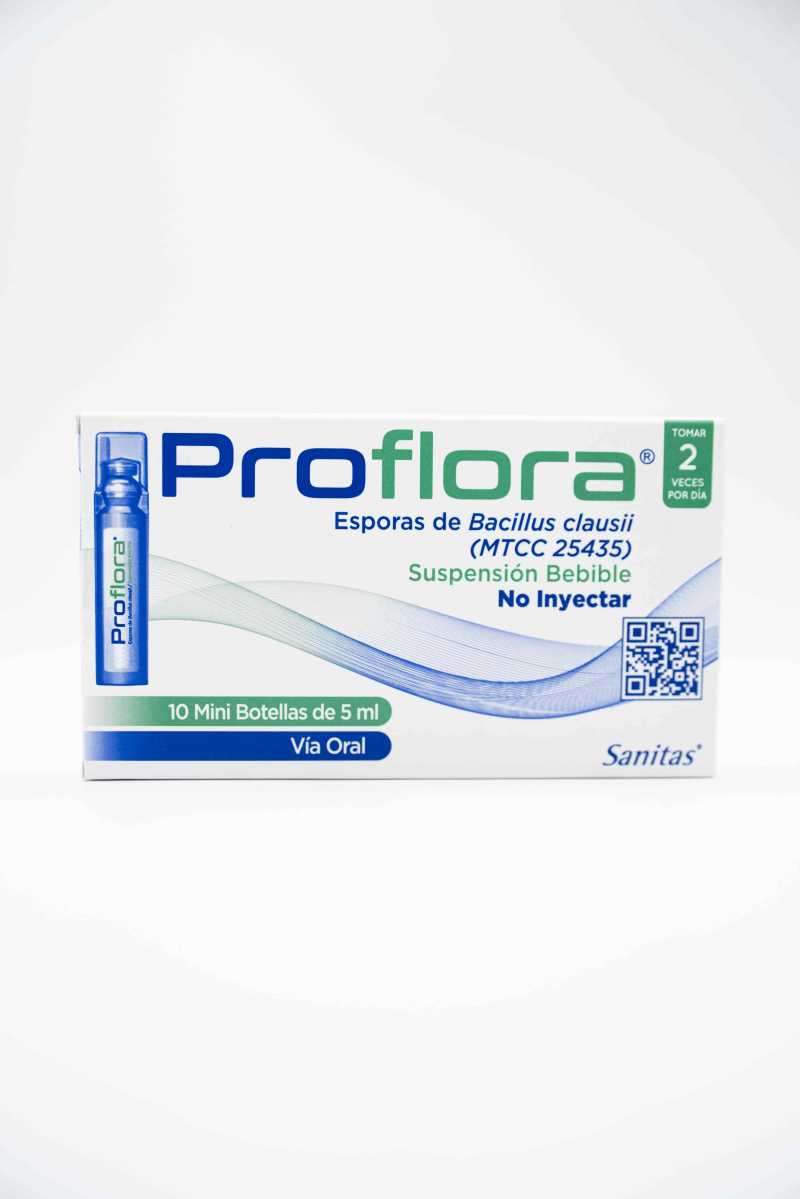 Proflora®
TOMAR
2
VECES
POR DÍA
Esporas de Bacillus clausii
(MTCC 25435)
Suspensión Bebible
No Inyectar
Proflora
10 Mini Botellas de 5 ml
Vía Oral
Sanitas